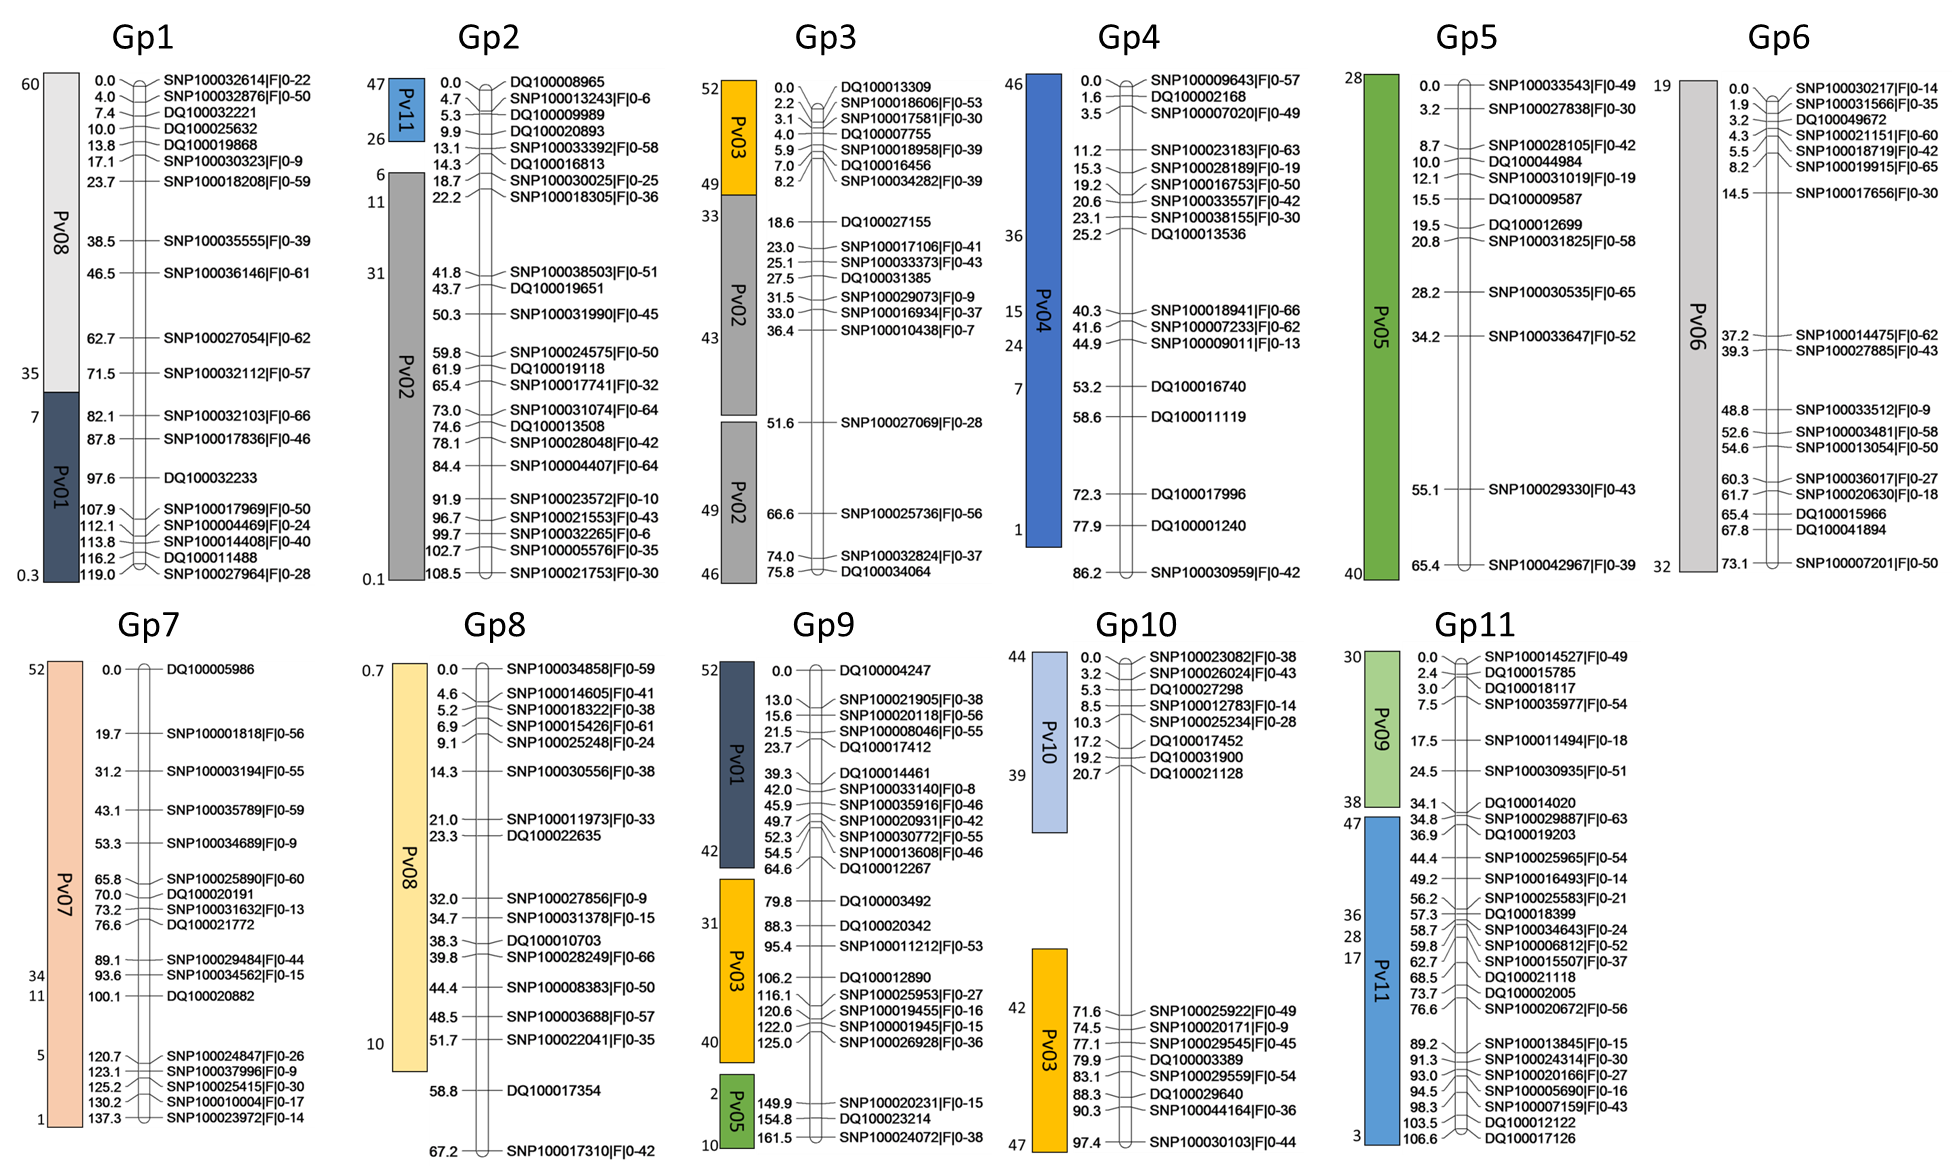 Gp1
60
35
7
0.3
Pv08
Pv01
0.0 SNP100032614|F|0-22
4.0 SNP100032876|F|0-50
7.4 DQ100032221
10.0 DQ100025632
13.8 DQ100019868
17.1 SNP100030323|F|0-9
23.7 SNP100018208|F|0-59
38.5 SNP100035555|F|0-39
46.5 SNP100036146|F|0-61
62.7 SNP100027054|F|0-62
71.5 SNP100032112|F|0-57
82.1 SNP100032103|F|0-66
87.8 SNP100017836|F|0-46
97.6 DQ100032233
107.9 SNP100017969|F|0-50
112.1 SNP100004469|F|0-24
113.8 SNP100014408|F|0-40
116.2 DQ100011488
119.0 SNP100027964|F|0-28
Gp2
47
26
6
11
31
0.1
Pv11
Pv02
0.0 DQ100008965
4.7 SNP100013243|F|0-6
5.3 DQ100009989
9.9 DQ100020893
13.1 SNP100033392|F|0-58
14.3 DQ100016813
18.7 SNP100030025|F|0-25
22.2 SNP100018305|F|0-36
41.8 SNP100038503|F|0-51
43.7 DQ100019651
50.3 SNP100031990|F|0-45
59.8 SNP100024575|F|0-50
61.9 DQ100019118
65.4 SNP100017741|F|0-32
73.0 SNP100031074|F|0-64
74.6 DQ100013508
78.1 SNP100028048|F|0-42
84.4 SNP100004407|F|0-64
91.9 SNP100023572|F|0-10
96.7 SNP100021553|F|0-43
99.7 SNP100032265|F|0-6
102.7 SNP100005576|F|0-35
108.5 SNP100021753|F|0-30
Gp3
52
49
33
43
49
46
Pv03
Pv02
Pv02
0.0 DQ100013309
2.2 SNP100018606|F|0-53
3.1 SNP100017581|F|0-30
4.0 DQ100007755
5.9 SNP100018958|F|0-39
7.0 DQ100016456
8.2 SNP100034282|F|0-39
18.6 DQ100027155
23.0 SNP100017106|F|0-41
25.1 SNP100033373|F|0-43
27.5 DQ100031385
31.5 SNP100029073|F|0-9
33.0 SNP100016934|F|0-37
36.4 SNP100010438|F|0-7
51.6 SNP100027069|F|0-28
66.6 SNP100025736|F|0-56
74.0 SNP100032824|F|0-37
75.8 DQ100034064
Gp4
46
36
15
24
7
1
Pv04
0.0 SNP100009643|F|0-57
1.6 DQ100002168
3.5 SNP100007020|F|0-49
11.2 SNP100023183|F|0-63
15.3 SNP100028189|F|0-19
19.2 SNP100016753|F|0-50
20.6 SNP100033557|F|0-42
23.1 SNP100038155|F|0-30
25.2 DQ100013536
40.3 SNP100018941|F|0-66
41.6 SNP100007233|F|0-62
44.9 SNP100009011|F|0-13
53.2 DQ100016740
58.6 DQ100011119
72.3 DQ100017996
77.9 DQ100001240
86.2 SNP100030959|F|0-42
Gp5
28
40
Pv05
0.0 SNP100033543|F|0-49
3.2 SNP100027838|F|0-30
8.7 SNP100028105|F|0-42
10.0 DQ100044984
12.1 SNP100031019|F|0-19
15.5 DQ100009587
19.5 DQ100012699
20.8 SNP100031825|F|0-58
28.2 SNP100030535|F|0-65
34.2 SNP100033647|F|0-52
55.1 SNP100029330|F|0-43
65.4 SNP100042967|F|0-39
Gp6
19
32
Pv06
0.0 SNP100030217|F|0-14
1.9 SNP100031566|F|0-35
3.2 DQ100049672
4.3 SNP100021151|F|0-60
5.5 SNP100018719|F|0-42
8.2 SNP100019915|F|0-65
14.5 SNP100017656|F|0-30
37.2 SNP100014475|F|0-62
39.3 SNP100027885|F|0-43
48.8 SNP100033512|F|0-9
52.6 SNP100003481|F|0-58
54.6 SNP100013054|F|0-50
60.3 SNP100036017|F|0-27
61.7 SNP100020630|F|0-18
65.4 DQ100015966
67.8 DQ100041894
73.1 SNP100007201|F|0-50
Gp7
52
34
11
5
1
Pv07
0.0 DQ100005986
19.7 SNP100001818|F|0-56
31.2 SNP100003194|F|0-55
43.1 SNP100035789|F|0-59
53.3 SNP100034689|F|0-9
65.8 SNP100025890|F|0-60
70.0 DQ100020191
73.2 SNP100031632|F|0-13
76.6 DQ100021772
89.1 SNP100029484|F|0-44
93.6 SNP100034562|F|0-15
100.1 DQ100020882
120.7 SNP100024847|F|0-26
123.1 SNP100037996|F|0-9
125.2 SNP100025415|F|0-30
130.2 SNP100010004|F|0-17
137.3 SNP100023972|F|0-14
Gp8
0.7
10
Pv08
0.0 SNP100034858|F|0-59
4.6 SNP100014605|F|0-41
5.2 SNP100018322|F|0-38
6.9 SNP100015426|F|0-61
9.1 SNP100025248|F|0-24
14.3 SNP100030556|F|0-38
21.0 SNP100011973|F|0-33
23.3 DQ100022635
32.0 SNP100027856|F|0-9
34.7 SNP100031378|F|0-15
38.3 DQ100010703
39.8 SNP100028249|F|0-66
44.4 SNP100008383|F|0-50
48.5 SNP100003688|F|0-57
51.7 SNP100022041|F|0-35
58.8 DQ100017354
67.2 SNP100017310|F|0-42
Gp9
52
42
31
40
2
10
Pv01
Pv03
Pv05
0.0 DQ100004247
13.0 SNP100021905|F|0-38
15.6 SNP100020118|F|0-56
21.5 SNP100008046|F|0-55
23.7 DQ100017412
39.3 DQ100014461
42.0 SNP100033140|F|0-8
45.9 SNP100035916|F|0-46
49.7 SNP100020931|F|0-42
52.3 SNP100030772|F|0-55
54.5 SNP100013608|F|0-46
64.6 DQ100012267
79.8 DQ100003492
88.3 DQ100020342
95.4 SNP100011212|F|0-53
106.2 DQ100012890
116.1 SNP100025953|F|0-27
120.6 SNP100019455|F|0-16
122.0 SNP100001945|F|0-15
125.0 SNP100026928|F|0-36
149.9 SNP100020231|F|0-15
154.8 DQ100023214
161.5 SNP100024072|F|0-38
Gp10
44
39
42
47
Pv10
Pv03
0.0 SNP100023082|F|0-38
3.2 SNP100026024|F|0-43
5.3 DQ100027298
8.5 SNP100012783|F|0-14
10.3 SNP100025234|F|0-28
17.2 DQ100017452
19.2 DQ100031900
20.7 DQ100021128
71.6 SNP100025922|F|0-49
74.5 SNP100020171|F|0-9
77.1 SNP100029545|F|0-45
79.9 DQ100003389
83.1 SNP100029559|F|0-54
88.3 DQ100029640
90.3 SNP100044164|F|0-36
97.4 SNP100030103|F|0-44
Gp11
30
38
47
36
28
17
3
Pv09
Pv11
0.0 SNP100014527|F|0-49
2.4 DQ100015785
3.0 DQ100018117
7.5 SNP100035977|F|0-54
17.5 SNP100011494|F|0-18
24.5 SNP100030935|F|0-51
34.1 DQ100014020
34.8 SNP100029887|F|0-63
36.9 DQ100019203
44.4 SNP100025965|F|0-54
49.2 SNP100016493|F|0-14
56.2 SNP100025583|F|0-21
57.3 DQ100018399
58.7 SNP100034643|F|0-24
59.8 SNP100006812|F|0-52
62.7 SNP100015507|F|0-37
68.5 DQ100021118
73.7 DQ100002005
76.6 SNP100020672|F|0-56
89.2 SNP100013845|F|0-15
91.3 SNP100024314|F|0-30
93.0 SNP100020166|F|0-27
94.5 SNP100005690|F|0-16
98.3 SNP100007159|F|0-43
103.5 DQ100012122
106.6 DQ100017126